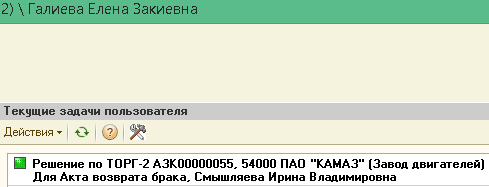 2) \ Галиева Елена Закиевна
Текущие задачи пользователя
Действия
Решение по ТОРГ-2 АЗК00000055, 54000 ПАО "КАМАЗ" (Завод двигателей)
Для Акта возврата брака, Смышляева Ирина Владимировна